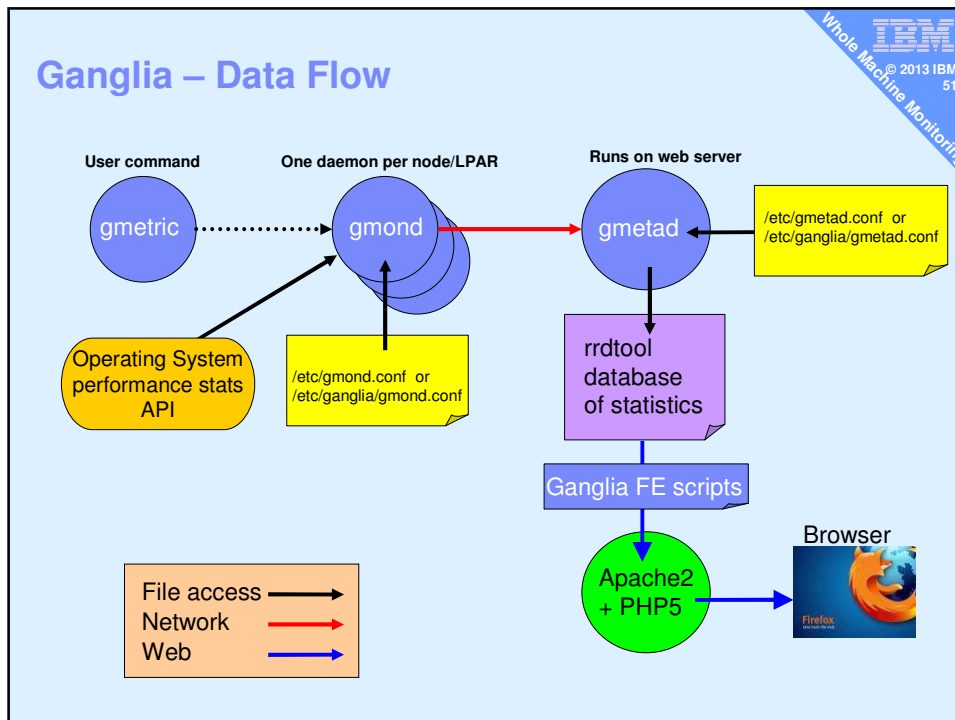 Ganglia – Data Flow
Whole Machine Monitoring
IBM
© 2013 IBM
51
User command
One daemon per node/LPAR
Runs on web server
gmetric
gmond
gmetad
/etc/gmetad.conf or
/etc/ganglia/gmetad.conf
Operating System
performance stats
API
/etc/gmond.conf or
/etc/ganglia/gmond.conf
rrdtool
database
of statistics
Ganglia FE scripts
Apache2
+ PHP5
Browser
Firefox
File access
Network
Web